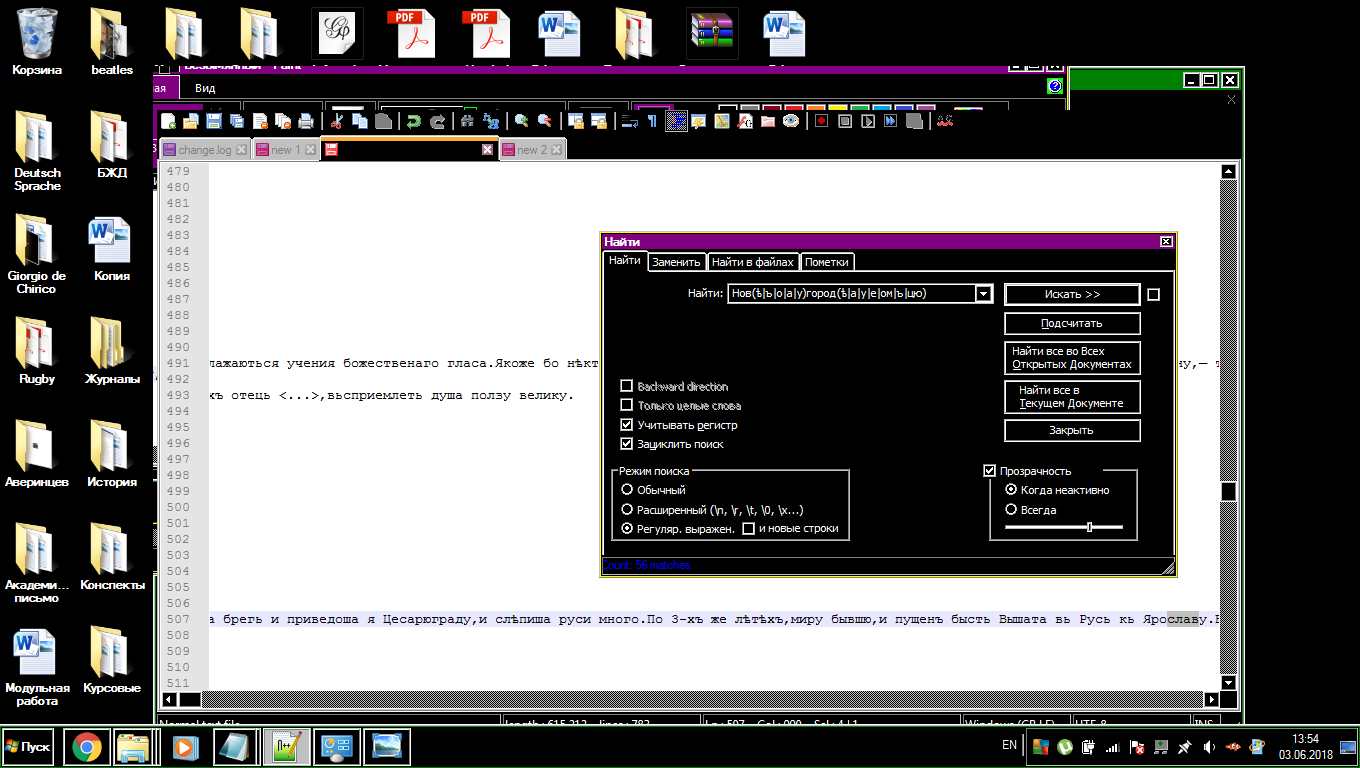 Корзина
beatles
Вид
change.log
new 1
new 2
Deutsch
Sprache
БЖД
Giorgio de
Chirico
Копия
Rugby
Журналы
Аверинцев
История
Академи...
письмо
Конспекты
Модульная
работа
Курсовые
479
480
481
482
483
484
485
486
487
488
489
490
491 лажаються учения божественаго гласа.Якоже бо нѣкт
492
493 хъ отець <...>,въсприемлеть душа ползу велику.
494
495
496
497
498
499
500
501
502
503
504
505
506
507 а брегь и приведоша я Цесарюграду,и слѣпиша руси много.По 3-хъ же лѣтѣхъ,миру бывшю,и пущенъ бысть Вышата вь Русь кь Ярославу.
508
509
510
511
Найти
Найти
Заменить
Найти в файлах
Пометки
Найти: Нов(ѣ|ъ|о|а|у)город(ѣ|а|у|е|ом|ъ|цю)
Искать >>
Подсчитать
Найти все во Всех
Открытых Документах
Найти все в
Текущем Документе
Закрыть
Backward direction
Только целые слова
Учитывать регистр
Зациклить поиск
Режим поиска
Обычный
Расширенный (\n, \r, \t, \0, \x...)
Регуляр. выражен.
и новые строки
Прозрачность
Когда неактивно
Всегда
Count: 56 matches.
Пуск
EN
13:54
03.06.2018